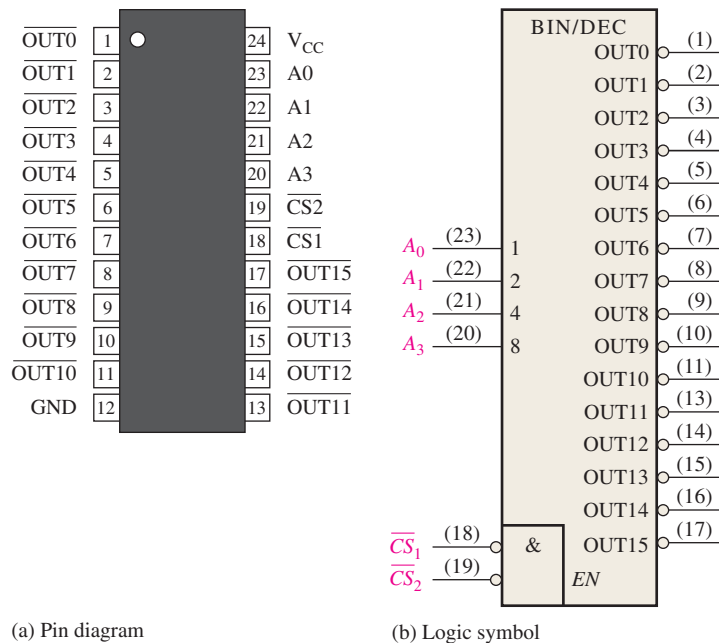 OUT0 1 24 VCC
OUT1 2 23 A0
OUT2 3 22 A1
OUT3 4 21 A2
OUT4 5 20 A3
OUT5 6 19 CS2
OUT6 7 18 CS1
OUT7 8 17 OUT15
OUT8 9 16 OUT14
OUT9 10 15 OUT13
OUT10 11 14 OUT12
GND 12 13 OUT11
(a) Pin diagram
BIN/DEC
OUT0 (1)
OUT1 (2)
OUT2 (3)
OUT3 (4)
OUT4 (5)
OUT5 (6)
A0 (23) 1 OUT6 (7)
A1 (22) 2 OUT7 (8)
A2 (21) 4 OUT8 (9)
A3 (20) 8 OUT9 (10)
OUT10 (11)
OUT11 (13)
OUT12 (14)
OUT13 (15)
OUT14 (16)
CS1 (18) & OUT15 (17)
CS2 (19) EN
(b) Logic symbol